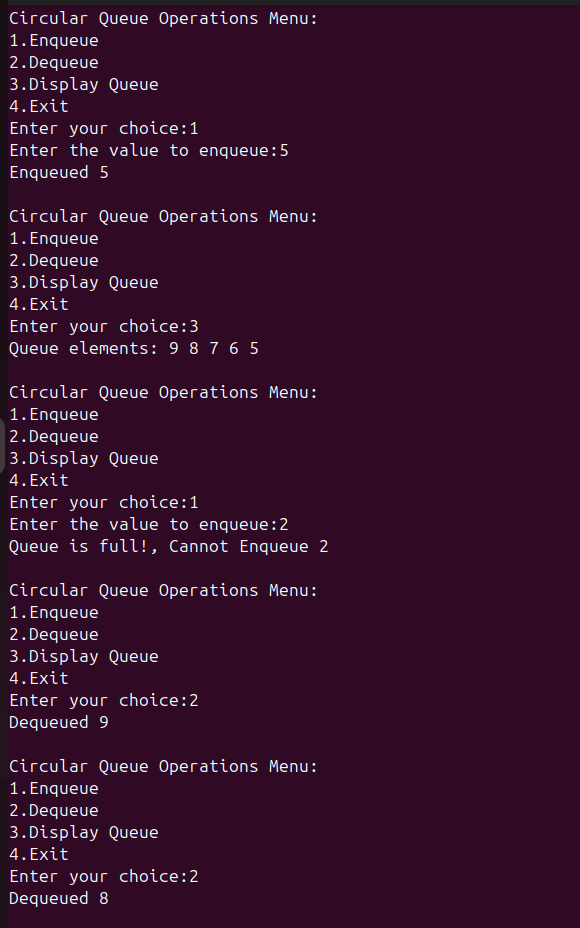 Circular Queue Operations Menu:
1.Enqueue
2.Dequeue
3.Display Queue
4.Exit
Enter your choice:1
Enter the value to enqueue:5
Enqueued 5

Circular Queue Operations Menu:
1.Enqueue
2.Dequeue
3.Display Queue
4.Exit
Enter your choice:3
Queue elements: 9 8 7 6 5

Circular Queue Operations Menu:
1.Enqueue
2.Dequeue
3.Display Queue
4.Exit
Enter your choice:1
Enter the value to enqueue:2
Queue is full!, Cannot Enqueue 2

Circular Queue Operations Menu:
1.Enqueue
2.Dequeue
3.Display Queue
4.Exit
Enter your choice:2
Dequeued 9

Circular Queue Operations Menu:
1.Enqueue
2.Dequeue
3.Display Queue
4.Exit
Enter your choice:2
Dequeued 8